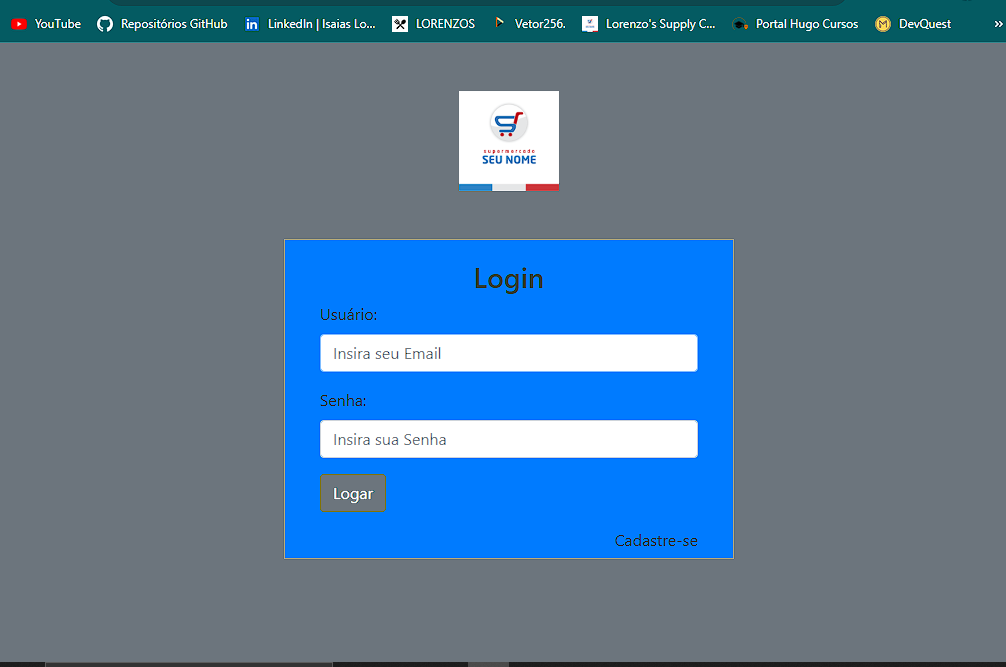 YouTube Repositórios GitHub LinkedIn | Isaias Lo... LORENZOS Vetor256. Lorenzo's Supply C... Portal Hugo Cursos M DevQuest »
supermercado
SEU NOME
Login
Usuário:
Insira seu Email
Senha:
Insira sua Senha
Logar
Cadastre-se